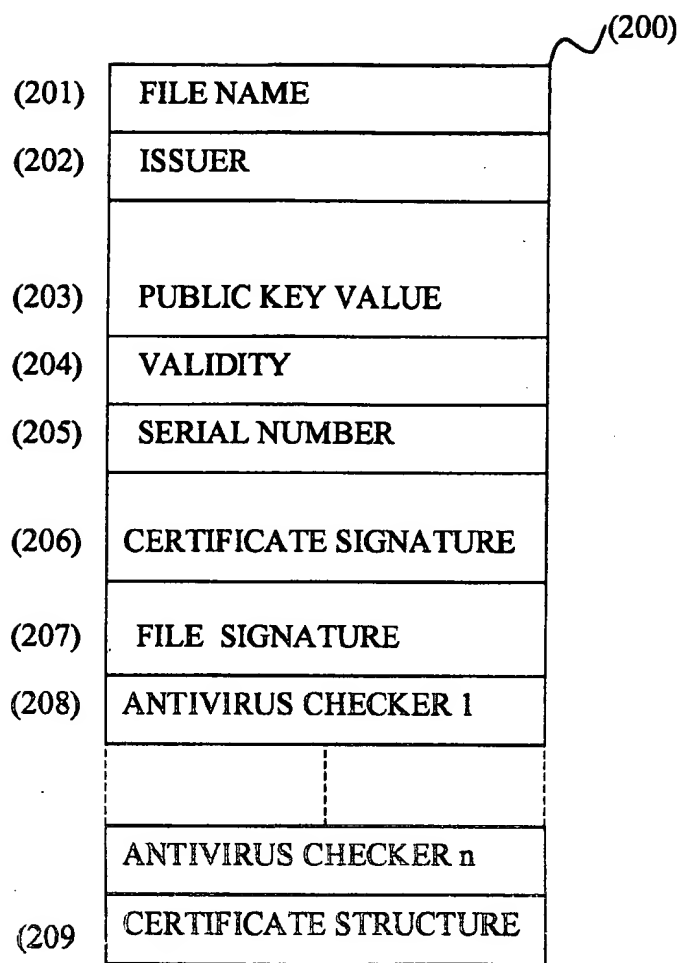 (200)
(201) FILE NAME
(202) ISSUER
(203) PUBLIC KEY VALUE
(204) VALIDITY
(205) SERIAL NUMBER
(206) CERTIFICATE SIGNATURE
(207) FILE SIGNATURE
(208) ANTIVIRUS CHECKER 1
ANTIVIRUS CHECKER n
(209 CERTIFICATE STRUCTURE